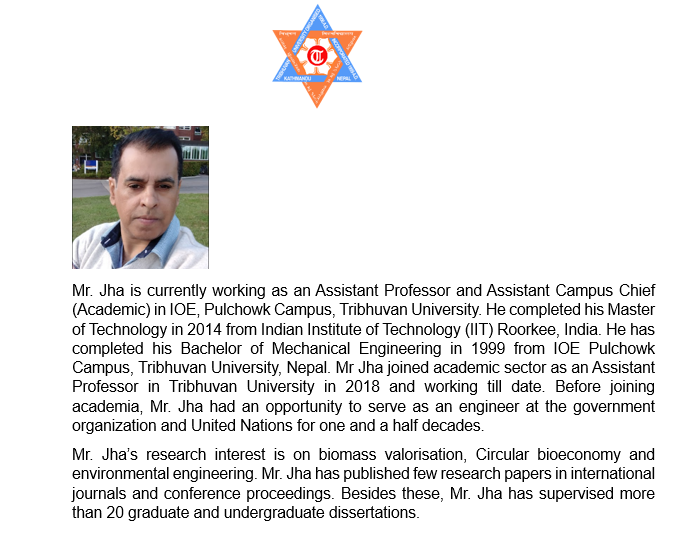 त्रिभुवन विश्वविद्यालय
TRIBHUVAN UNIVERSITY
INCORPORATED
KATHMANDU NEPAL
Mr. Jha is currently working as an Assistant Professor and Assistant Campus Chief
(Academic) in IOE, Pulchowk Campus, Tribhuvan University. He completed his Master
of Technology in 2014 from Indian Institute of Technology (IIT) Roorkee, India. He has
completed his Bachelor of Mechanical Engineering in 1999 from IOE Pulchowk
Campus, Tribhuvan University, Nepal. Mr Jha joined academic sector as an Assistant
Professor in Tribhuvan University in 2018 and working till date. Before joining
academia, Mr. Jha had an opportunity to serve as an engineer at the government
organization and United Nations for one and a half decades.
Mr. Jha’s research interest is on biomass valorisation, Circular bioeconomy and
environmental engineering. Mr. Jha has published few research papers in international
journals and conference proceedings. Besides these, Mr. Jha has supervised more
than 20 graduate and undergraduate dissertations.